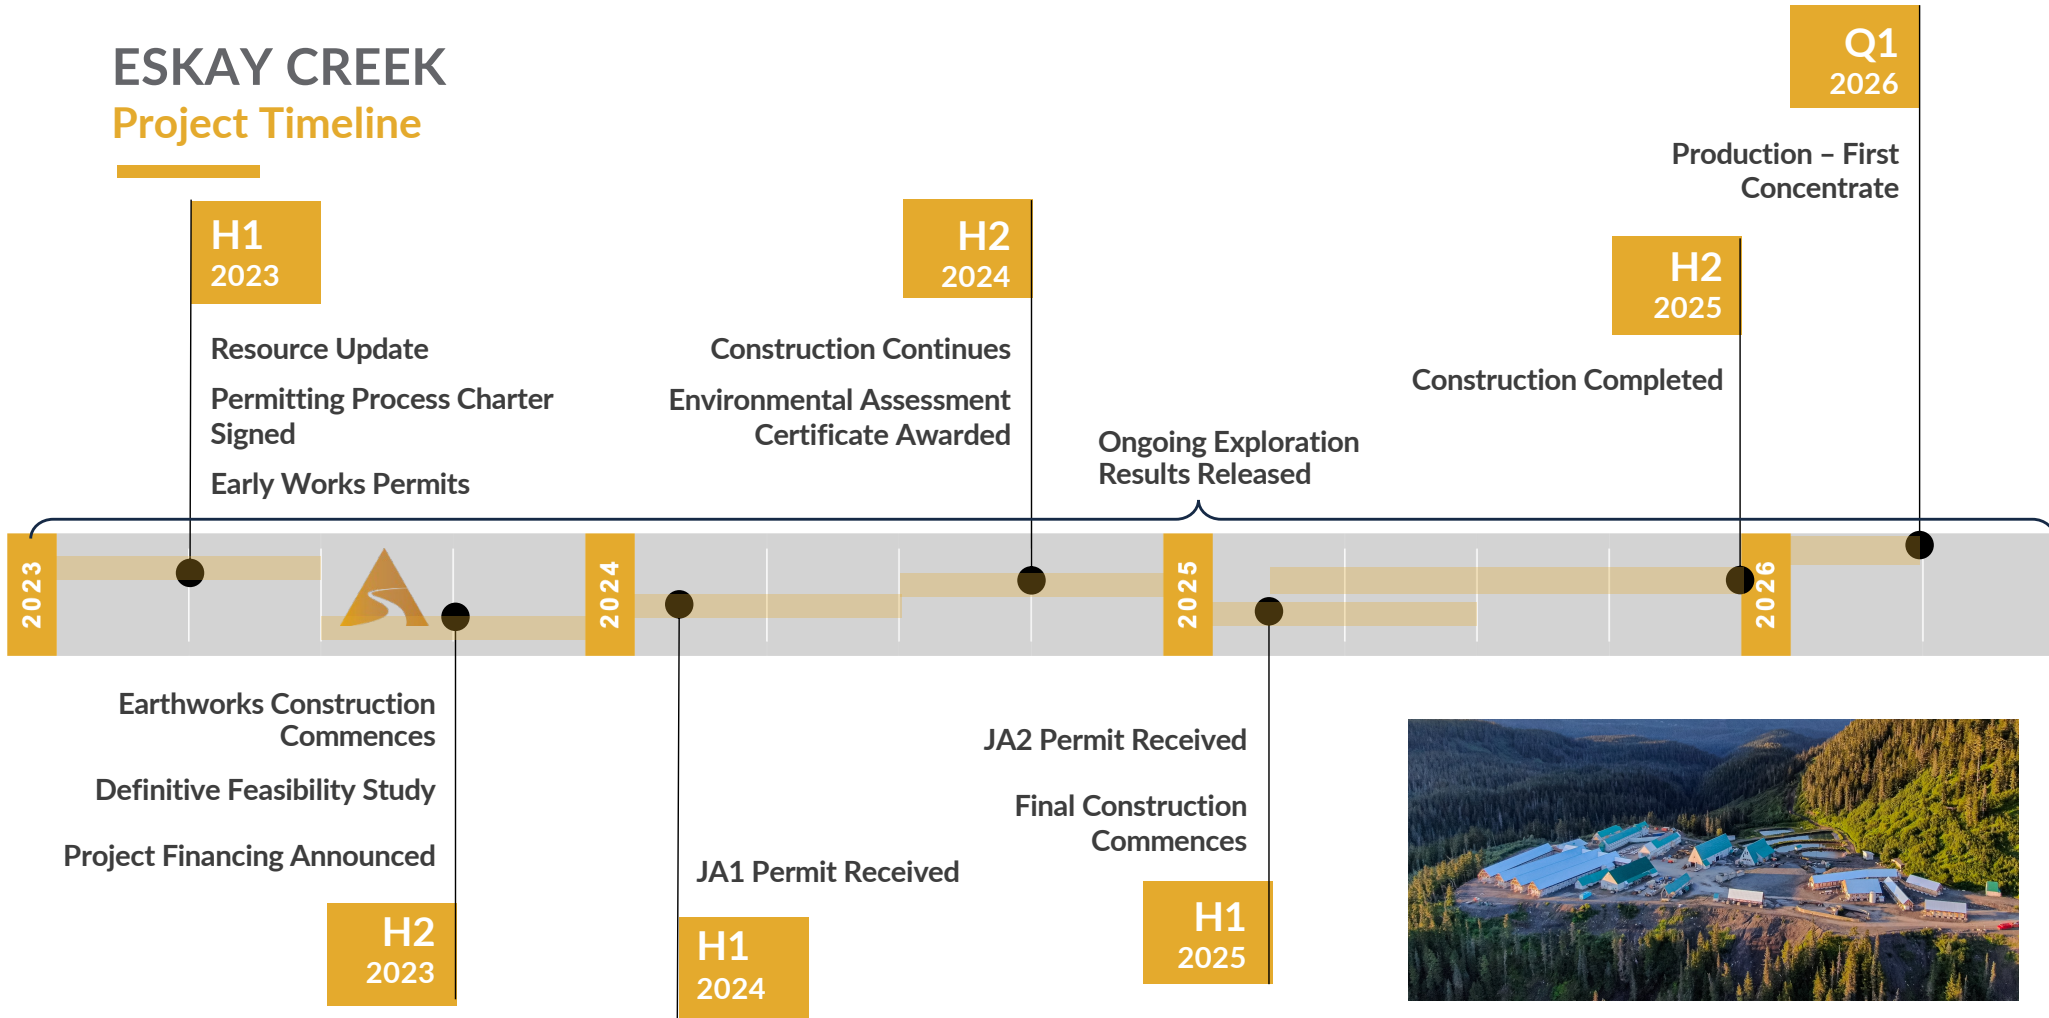 ESKAY CREEK
Project Timeline
H1
2023
Resource Update
Permitting Process Charter
Signed
Early Works Permits
H2
2024
Construction Continues
Environmental Assessment
Certificate Awarded
Ongoing Exploration
Results Released
H2
2025
Construction Completed
Q1
2026
Production – First
Concentrate
2023
2024
2025
2026
Earthworks Construction
Commences
Definitive Feasibility Study
Project Financing Announced
H2
2023
JA1 Permit Received
H1
2024
JA2 Permit Received
Final Construction
Commences
H1
2025